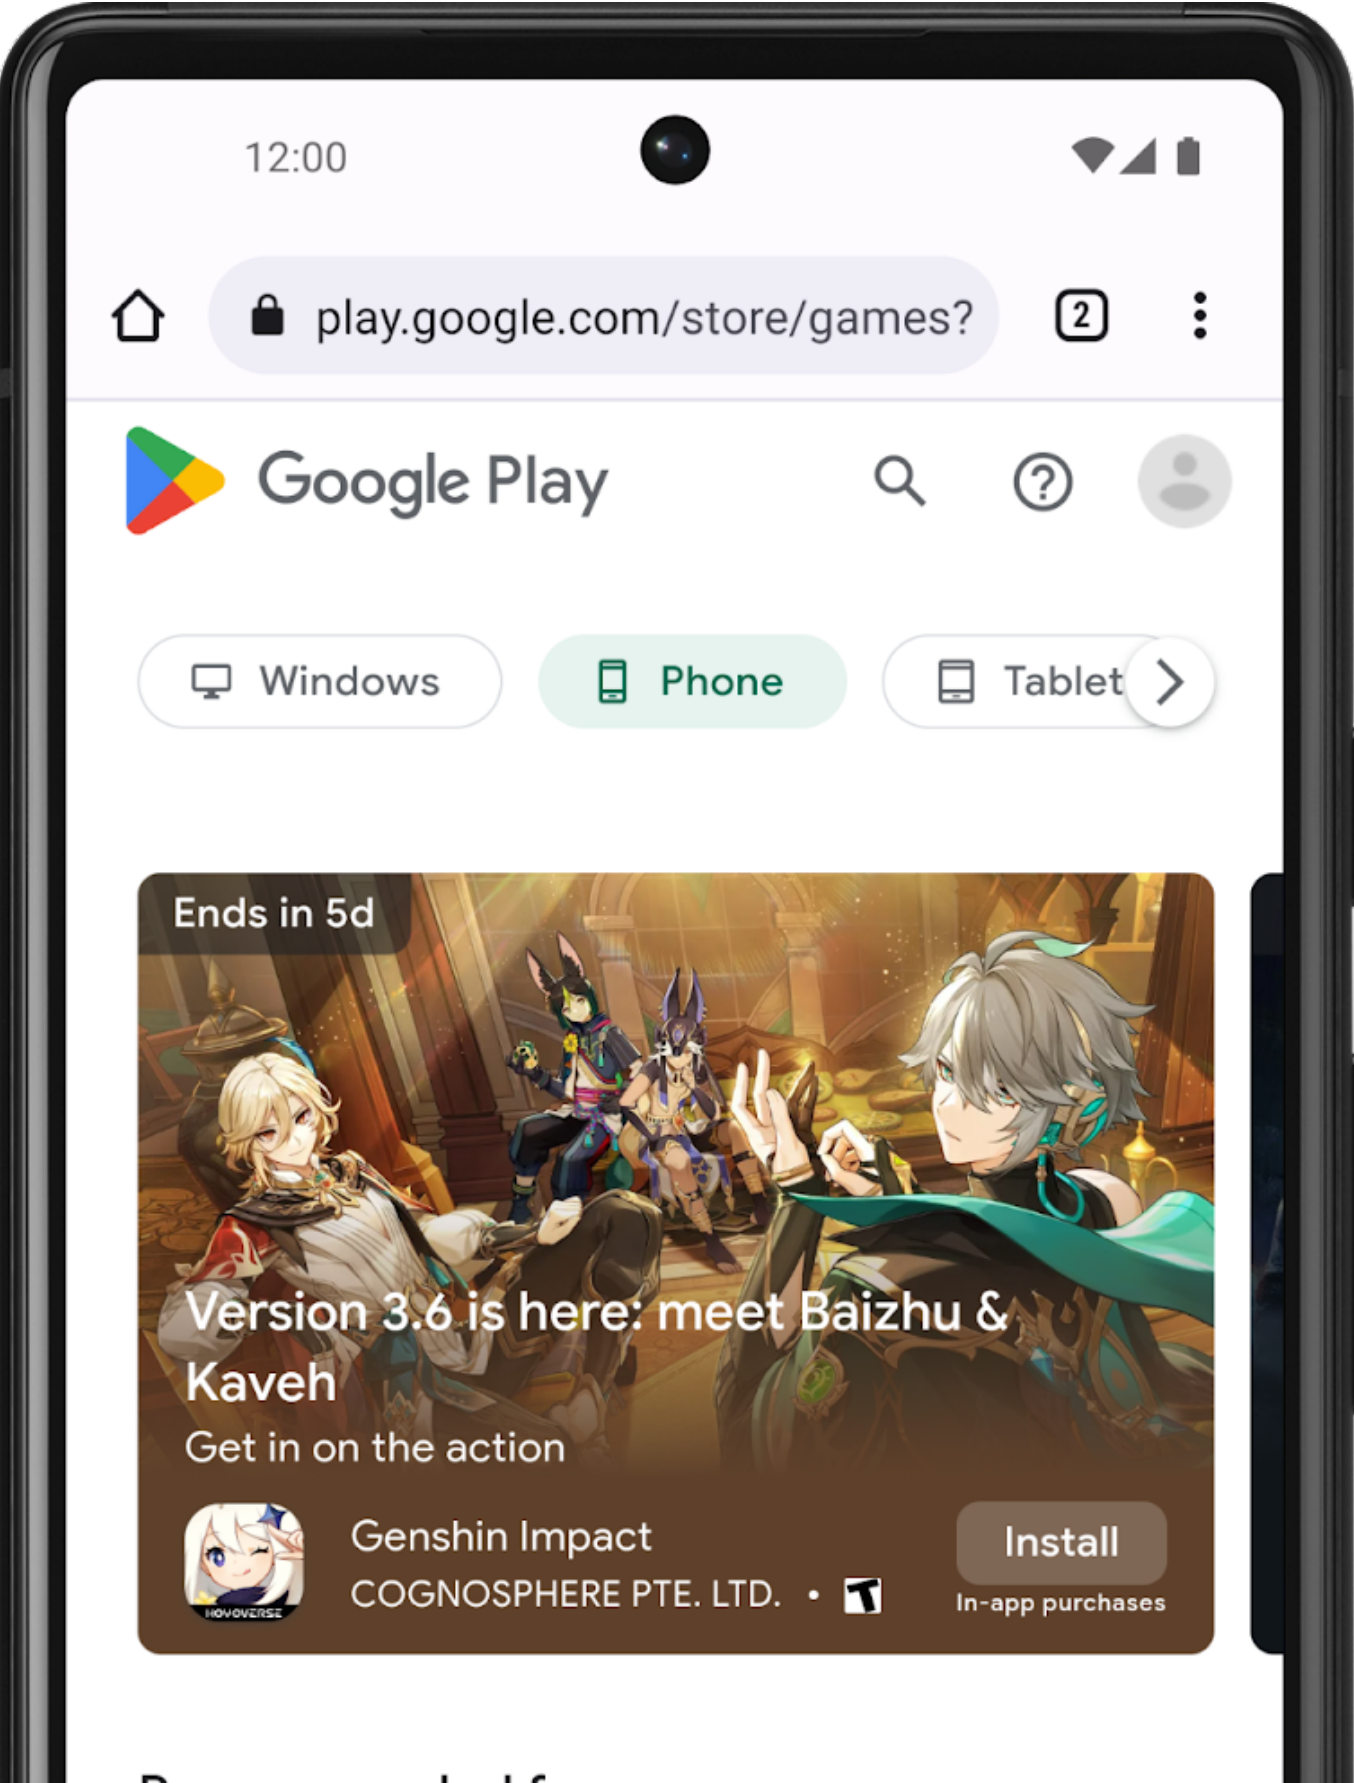 12:00
play.google.com/store/games?
2
Google Play
Windows
Phone
Tablet
Ends in 5d
Version 3.6 is here: meet Baizhu &
Kaveh
Get in on the action
Genshin Impact
Install
COGNOSPHERE PTE. LTD. • T
In-app purchases
HOYOVERSE